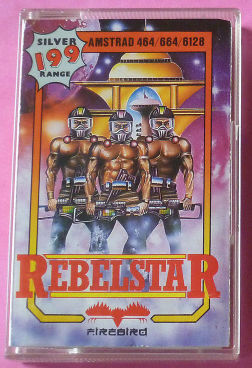 SILVER
199
RANGE
AMSTRAD 464/664/6128
REBELSTAR
FIREBIRD